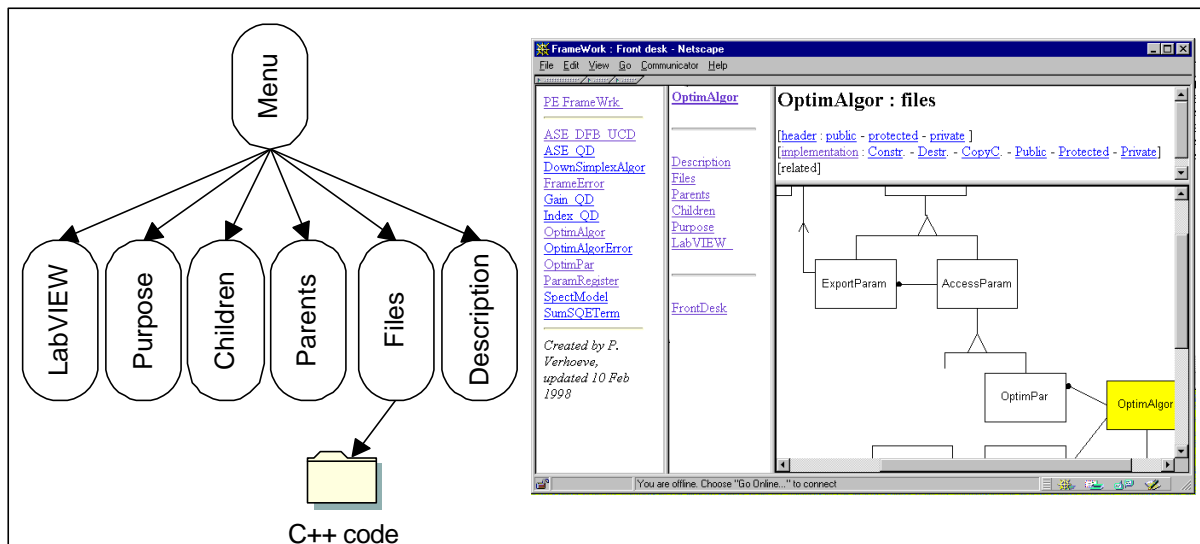 Menu
LabVIEW
Purpose
Children
Parents
Files
Description
C++ code
FrameWork : Front desk - Netscape
File Edit View Go Communicator Help
PE FrameWrk
ASE_DFB_UCD
ASE_QD
DownSimplexAlgor
FrameError
Gain_QD
Index_QD
OptimAlgor
OptimAlgorError
OptimPar
ParamRegister
SpectModel
SumSQETerm
Created by P.
Verhoeve,
updated 10 Feb
1998
OptimAlgor
Description
Files
Parents
Children
Purpose
LabVIEW
FrontDesk
OptimAlgor : files
[header : public - protected - private ]
[implementation : Constr. - Destr. - CopyC. - Public - Protected - Private]
[related]
ExportParam
AccessParam
OptimPar
OptimAlgor
You are offline. Choose "Go Online..." to connect